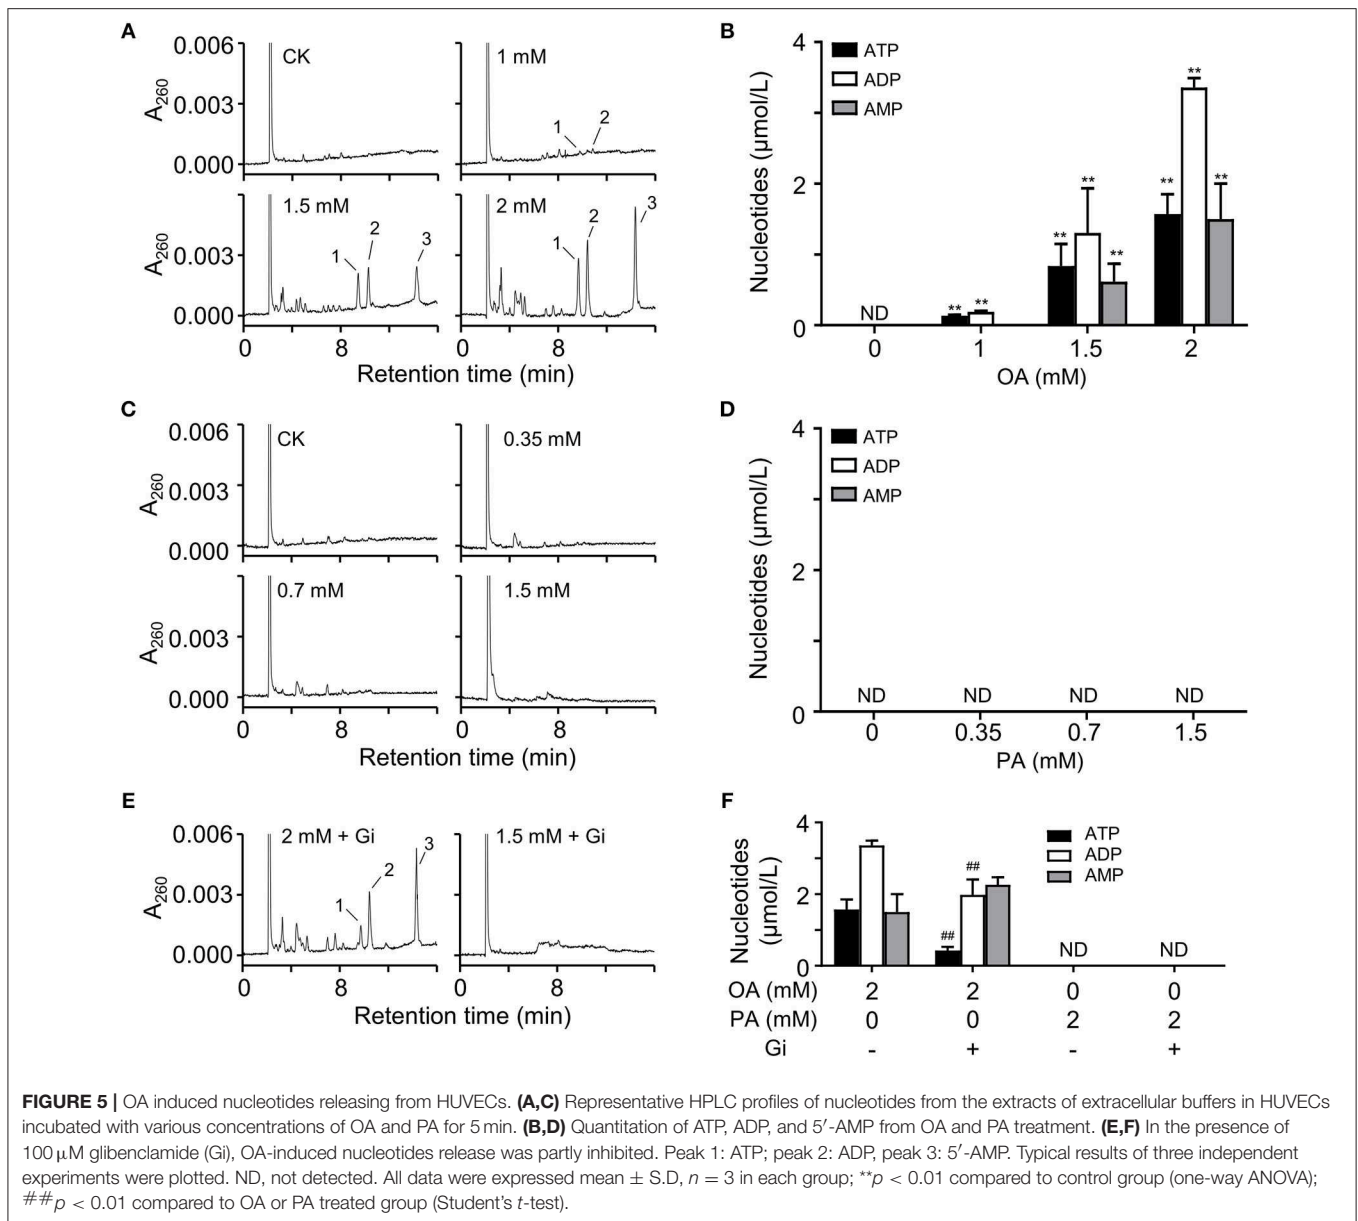 A
B
0.006
0.003
0.000
A260
CK
1 mM
1
2
0.003
0.000
A260
1.5 mM
1
2
3
2 mM
1
2
3
0
8
0
8
Retention time (min)
4
2
0
Nucleotides (µmol/L)
ATP
ADP
AMP
ND
** **
** ** **
** ** **
0 1 1.5 2
OA (mM)
C
D
0.006
0.003
0.000
A260
CK
0.35 mM
0.003
0.000
A260
0.7 mM
1.5 mM
0
8
0
8
Retention time (min)
4
2
0
Nucleotides (µmol/L)
ATP
ADP
AMP
ND ND ND ND
0 0.35 0.7 1.5
PA (mM)
E
F
0.006
0.003
0.000
A260
2 mM + Gi
1
2
3
1.5 mM + Gi
0
8
0
8
Retention time (min)
4
2
0
Nucleotides
(µmol/L)
ATP
ADP
AMP
## ##
ND ND
OA (mM) 2 2 0 0
PA (mM) 0 0 2 2
Gi - + - +
FIGURE 5 | OA induced nucleotides releasing from HUVECs. (A,C) Representative HPLC profiles of nucleotides from the extracts of extracellular buffers in HUVECs
incubated with various concentrations of OA and PA for 5 min. (B,D) Quantitation of ATP, ADP, and 5′-AMP from OA and PA treatment. (E,F) In the presence of
100 µM glibenclamide (Gi), OA-induced nucleotides release was partly inhibited. Peak 1: ATP; peak 2: ADP, peak 3: 5′-AMP. Typical results of three independent
experiments were plotted. ND, not detected. All data were expressed mean ± S.D, n = 3 in each group; **p < 0.01 compared to control group (one-way ANOVA);
##p < 0.01 compared to OA or PA treated group (Student's t-test).